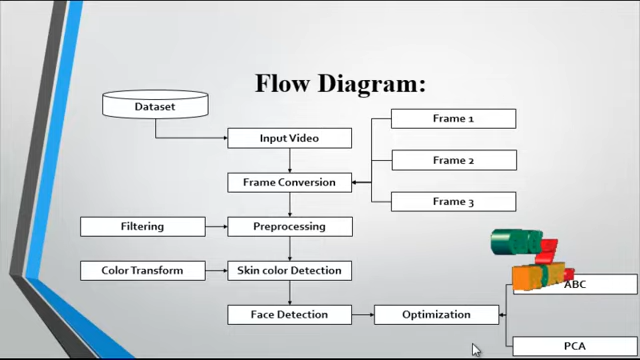 Flow Diagram:
Dataset
Frame 1
Input Video
Frame 2
Frame Conversion
Frame 3
Filtering
Preprocessing
Color Transform
Skin color Detection
ABC
Face Detection
Optimization
PCA